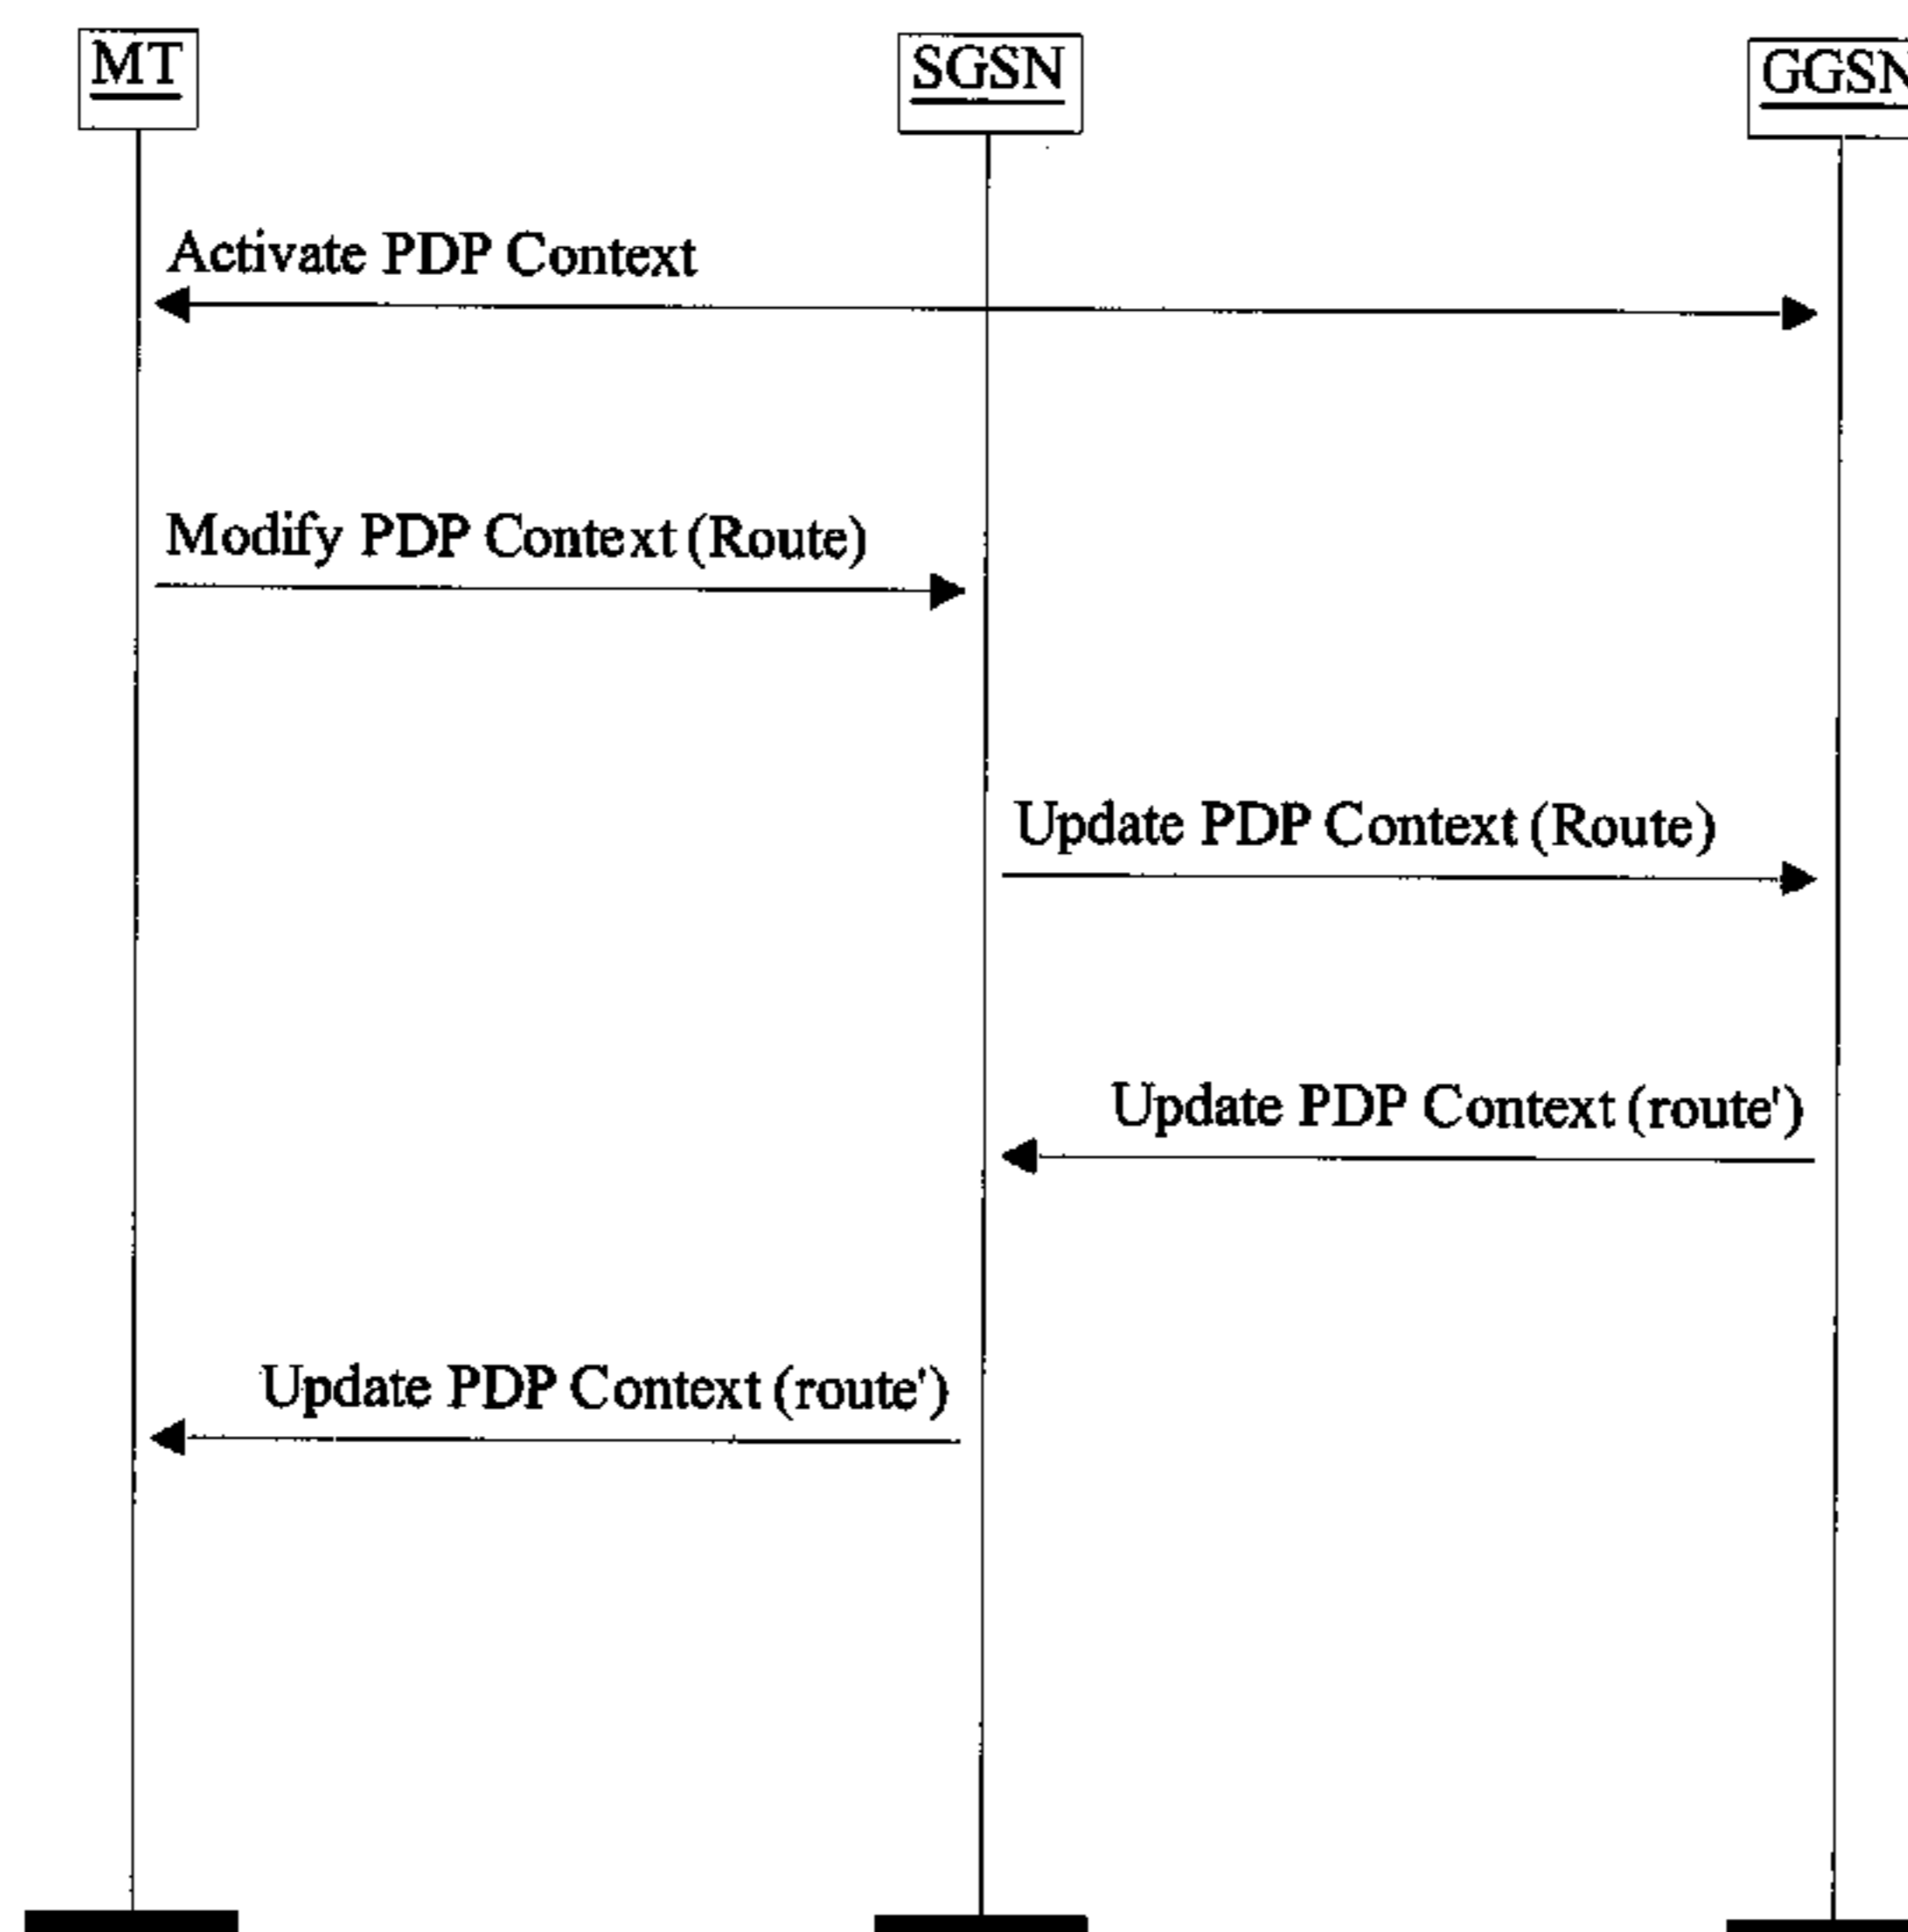 MT
SGSN
GGSN
Activate PDP Context
Modify PDP Context (Route)
Update PDP Context (Route)
Update PDP Context (route')
Update PDP Context (route')